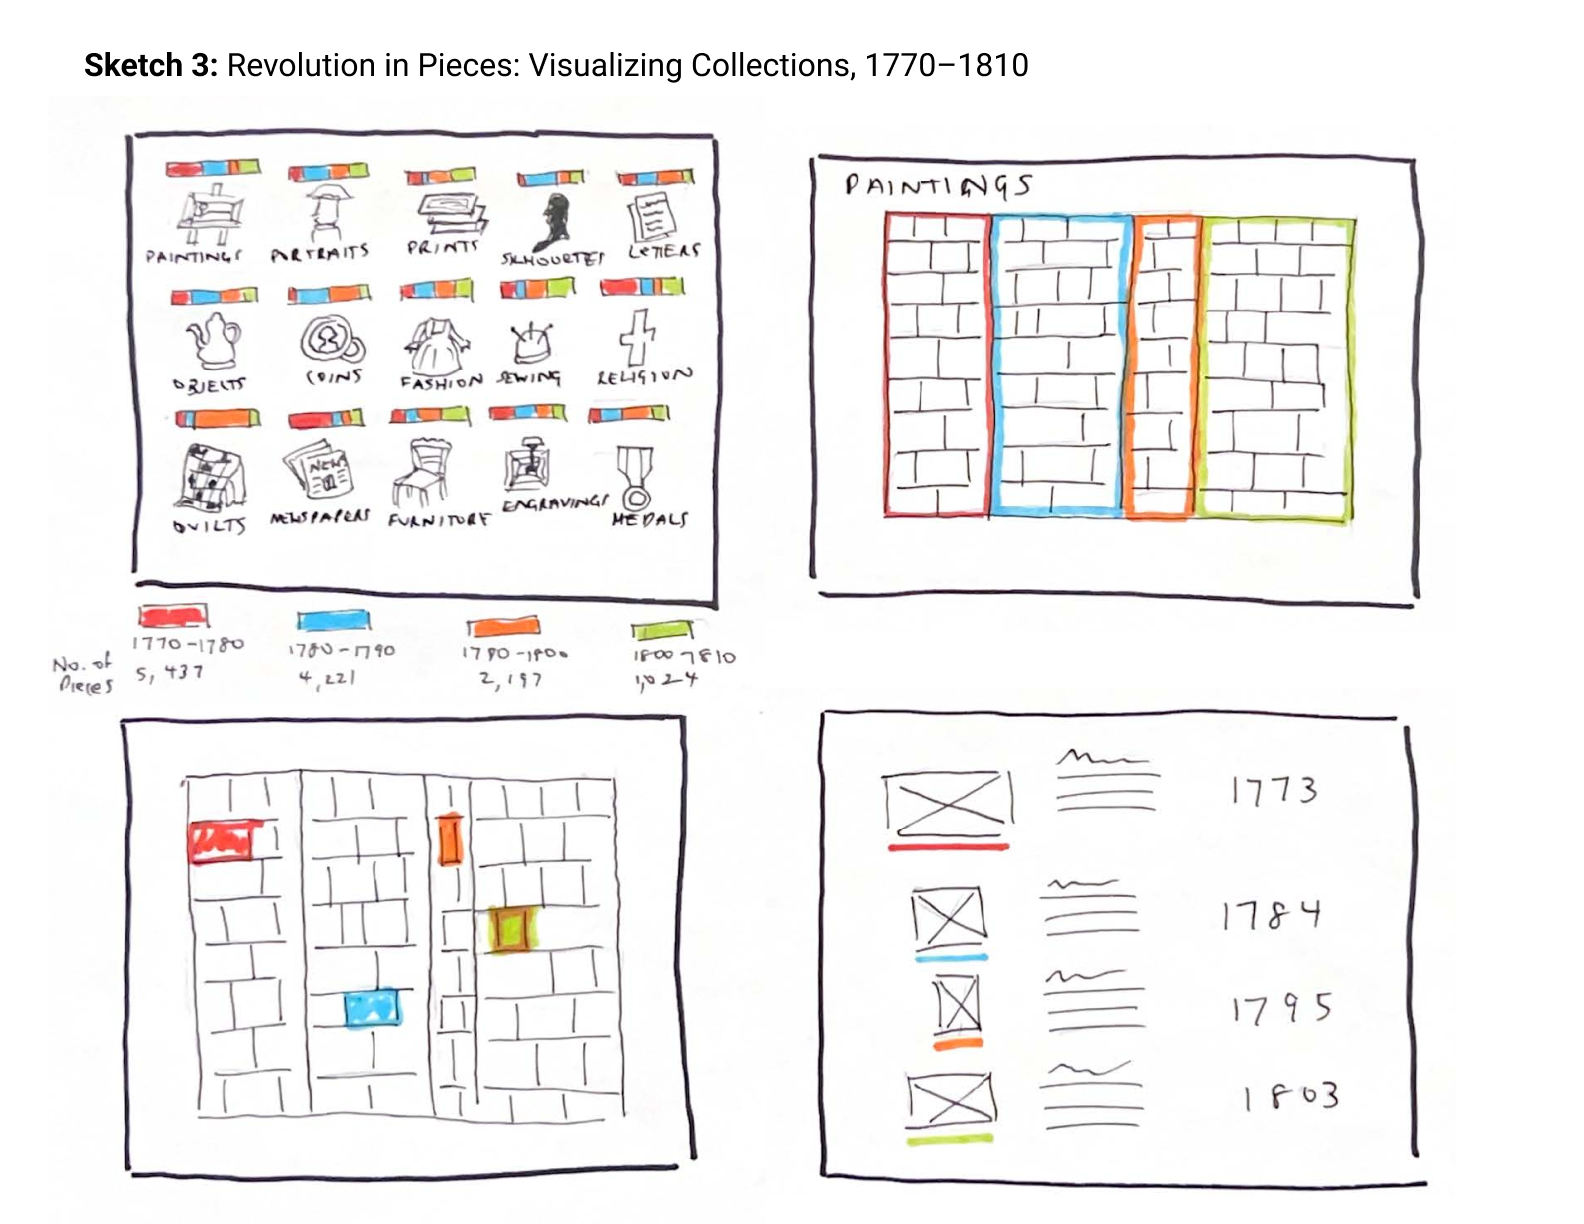 Sketch 3: Revolution in Pieces: Visualizing Collections, 1770–1810
PAINTINGS PORTRAITS PRINTS SILHOUETTES LETTERS
OBJECTS COINS FASHION SEWING RELIGION
NEWS
QUILTS NEWSPAPERS FURNITURE ENGRAVINGS MEDALS
1770-1780 1780-1790 1790-1800 1800-1810
No. of Pieces 5,437 4,221 2,197 1,024
PAINTINGS
1773
1784
1795
1803